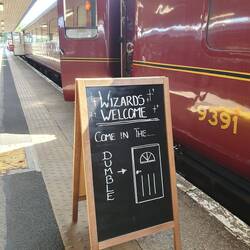 WIZARDS
WELCOME
COME IN THE...
DUMBLE
9391